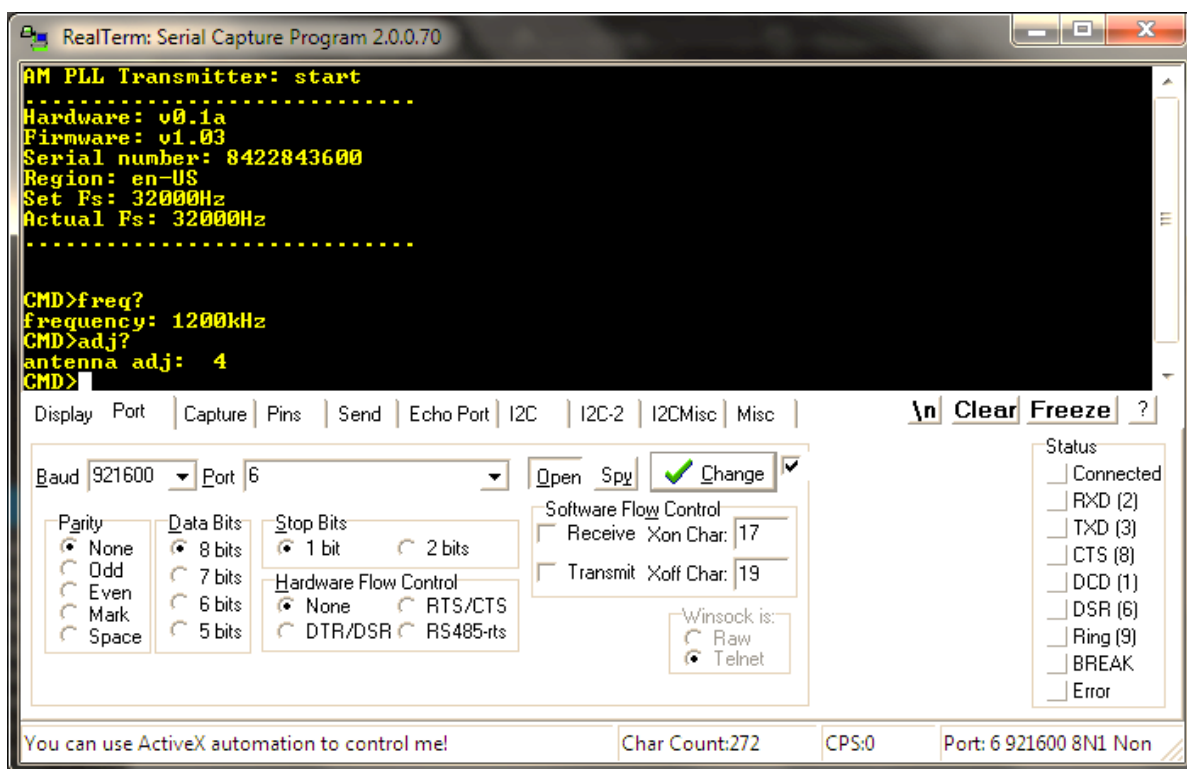 RealTerm: Serial Capture Program 2.0.0.70
AM PLL Transmitter: start
.............................
Hardware: v0.1a
Firmware: v1.03
Serial number: 8422843600
Region: en-US
Set Fs: 32000Hz
Actual Fs: 32000Hz
.............................
CMD>freq?
frequency: 1200kHz
CMD>adj?
antenna adj:  4
CMD>
Display Port Capture Pins Send Echo Port I2C I2C-2 I2CMisc Misc \n Clear Freeze ?
Baud 921600 Port 6 Open Spy Change
Parity
None
Odd
Even
Mark
Space
Data Bits
8 bits
7 bits
6 bits
5 bits
Stop Bits
1 bit 2 bits
Hardware Flow Control
None RTS/CTS
DTR/DSR RS485-rts
Software Flow Control
Receive Xon Char: 17
Transmit Xoff Char: 19
Winsock is:
Raw
Telnet
Status
Connected
RXD (2)
TXD (3)
CTS (8)
DCD (1)
DSR (6)
Ring (9)
BREAK
Error
You can use ActiveX automation to control me! Char Count:272 CPS:0 Port: 6 921600 8N1 Non